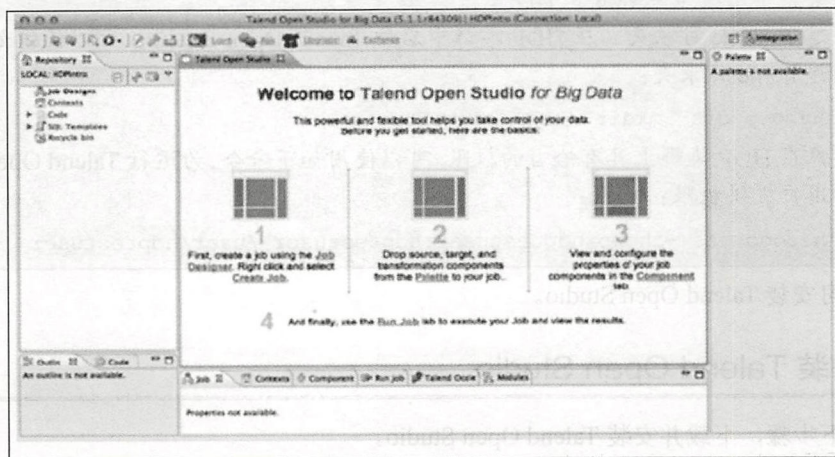 Talend Open Studio for Big Data (5.1.1.r84309) | HDPIntro (Connection: Local)
Integration
Repository
LOCAL: HDPIntro
Job Designs
Contexts
Code
SQL Templates
Recycle bin
Talend Open Studio
Welcome to Talend Open Studio for Big Data
This powerful and flexible tool helps you take control of your data.
Before you get started, here are the basics:
1
First, create a job using the Job
Designer. Right click and select
Create Job.
2
Drop source, target, and
transformation components
from the Palette to your job.
3
View and configure the
properties of your job
components in the Component
tab.
4 And finally, use the Run Job tab to execute your Job and view the results.
Palette
A palette is not available.
Outline Code
An outline is not available.
Job Contexts Component Run job Talend Oozie Modules
Properties not available.